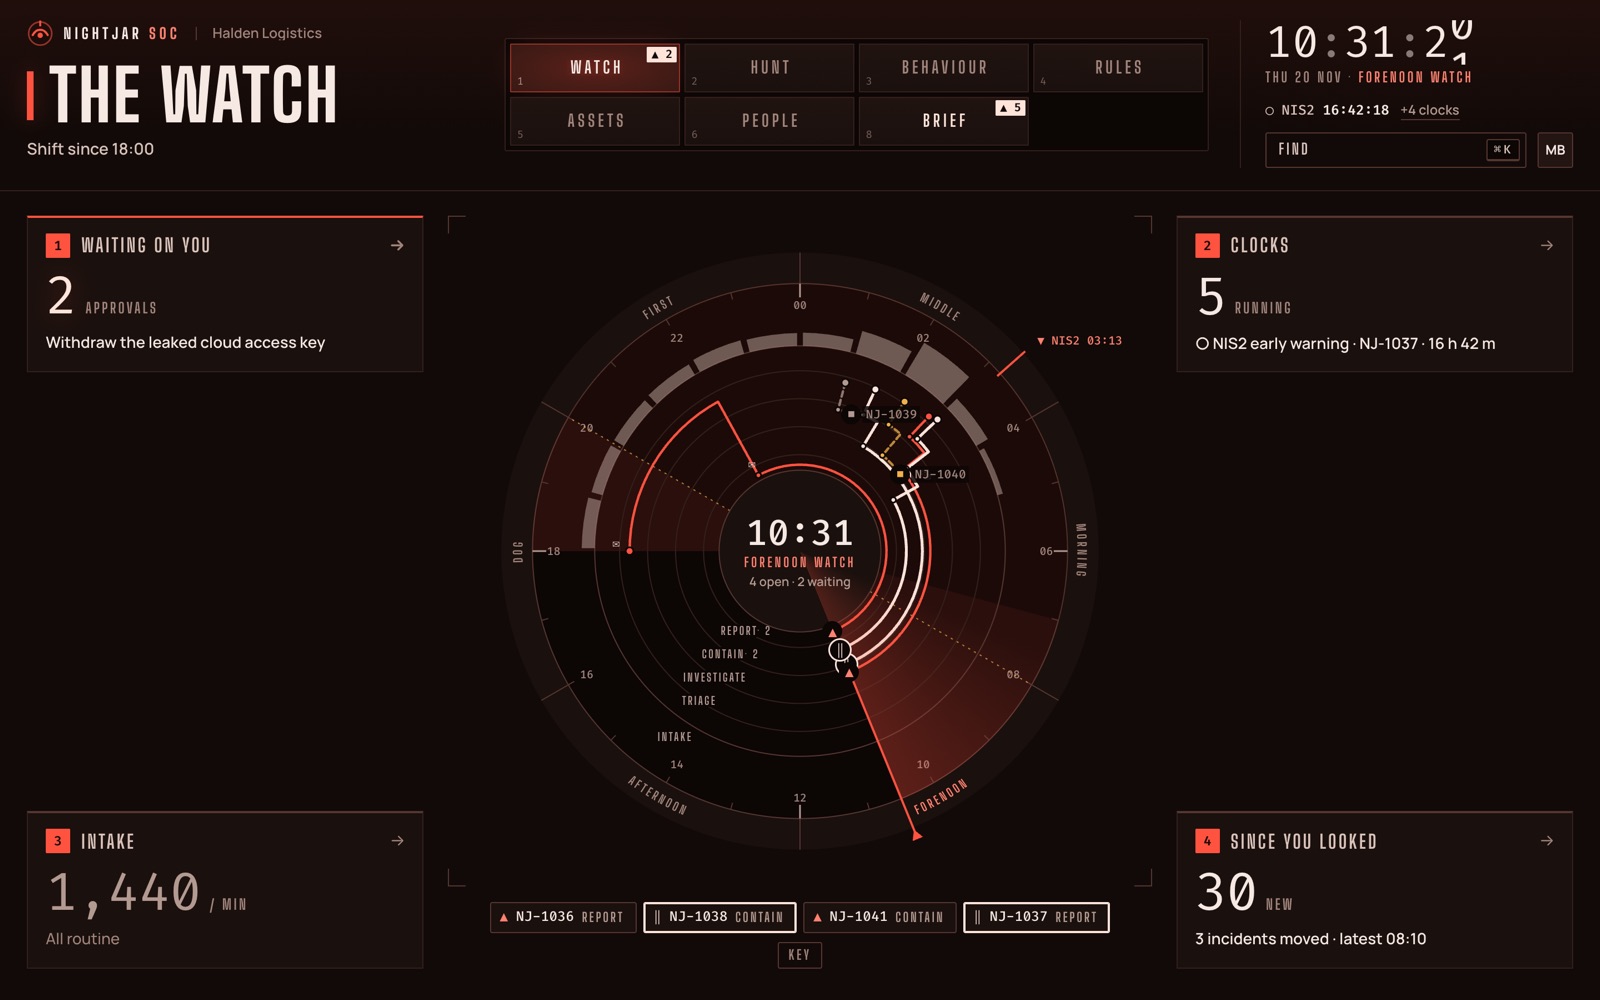 NIGHTJAR SOC | Halden Logistics
THE WATCH
Shift since 18:00
1 WATCH ▲ 2
2 HUNT
3 BEHAVIOUR
4 RULES
5 ASSETS
6 PEOPLE
8 BRIEF ▲ 5
10:31:2
THU 20 NOV · FORENOON WATCH
NIS2 16:42:18 +4 clocks
FIND ⌘K
MB
1 WAITING ON YOU →
2 APPROVALS
Withdraw the leaked cloud access key
2 CLOCKS →
5 RUNNING
NIS2 early warning · NJ-1037 · 16 h 42 m
FIRST
MIDDLE
MORNING
FORENOON
AFTERNOON
DOG
00
02
04
06
08
10
12
14
16
18
20
22
▼ NIS2 03:13
NJ-1039
NJ-1040
10:31
FORENOON WATCH
4 open · 2 waiting
REPORT· 2
CONTAIN· 2
INVESTIGATE
TRIAGE
INTAKE
3 INTAKE →
1,440 / MIN
All routine
4 SINCE YOU LOOKED →
30 NEW
3 incidents moved · latest 08:10
▲ NJ-1036 REPORT
|| NJ-1038 CONTAIN
▲ NJ-1041 CONTAIN
|| NJ-1037 REPORT
KEY